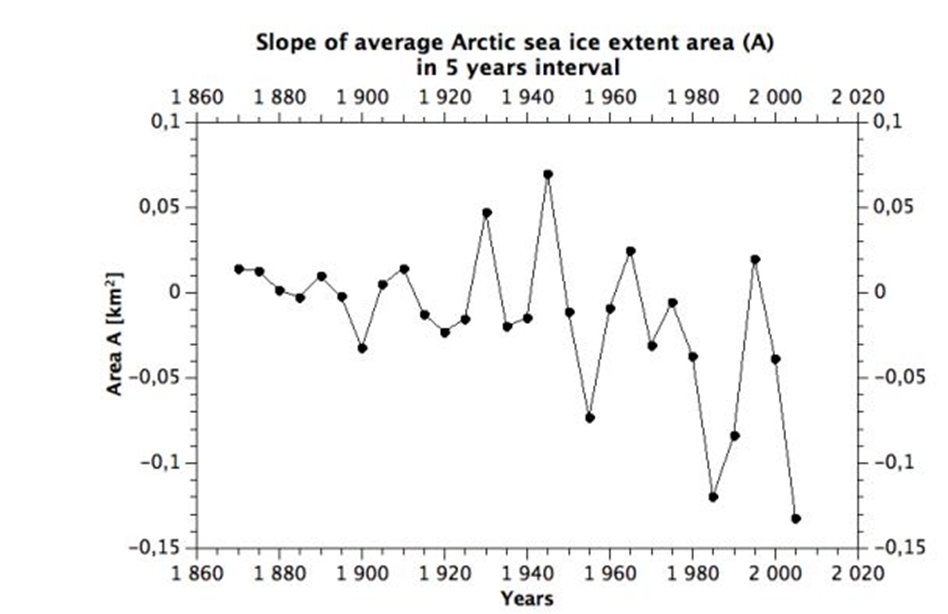 Slope of average Arctic sea ice extent area (A)
in 5 years interval
1 860 1 880 1 900 1 920 1 940 1 960 1 980 2 000 2 020
0,1 0,1
0,05 0,05
0 0
Area A [km²]
−0,05 −0,05
−0,1 −0,1
−0,15 −0,15
1 860 1 880 1 900 1 920 1 940 1 960 1 980 2 000 2 020
Years